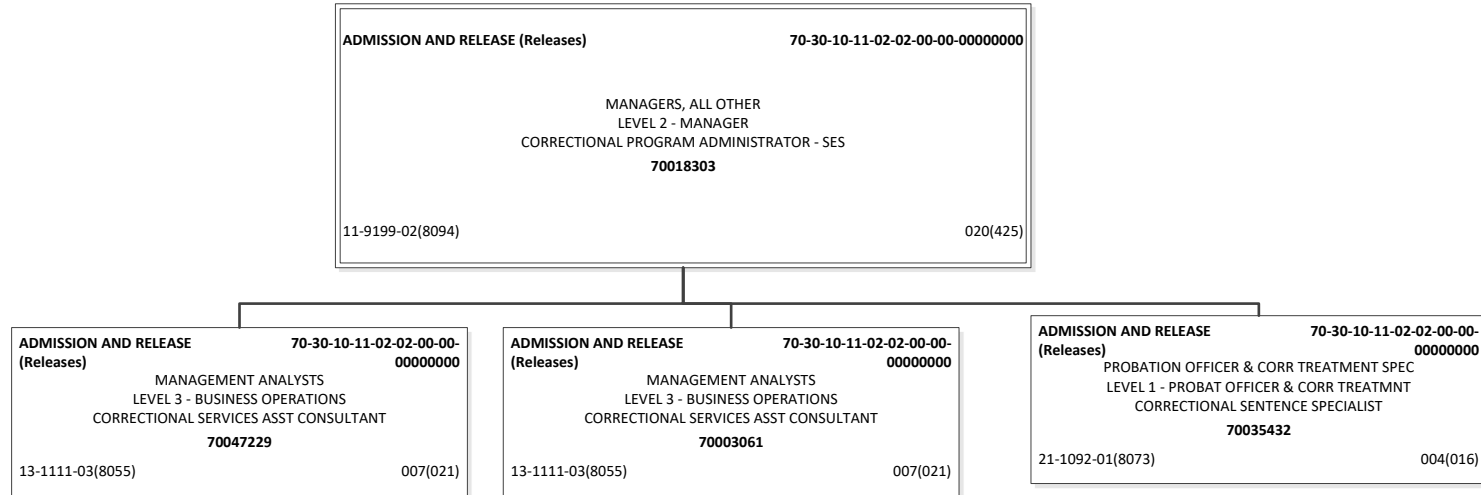 ADMISSION AND RELEASE (Releases) 70-30-10-11-02-02-00-00-00000000
MANAGERS, ALL OTHER
LEVEL 2 - MANAGER
CORRECTIONAL PROGRAM ADMINISTRATOR - SES
70018303
11-9199-02(8094) 020(425)
ADMISSION AND RELEASE 70-30-10-11-02-02-00-00-
(Releases) 00000000
MANAGEMENT ANALYSTS
LEVEL 3 - BUSINESS OPERATIONS
CORRECTIONAL SERVICES ASST CONSULTANT
70047229
13-1111-03(8055) 007(021)
ADMISSION AND RELEASE 70-30-10-11-02-02-00-00-
(Releases) 00000000
MANAGEMENT ANALYSTS
LEVEL 3 - BUSINESS OPERATIONS
CORRECTIONAL SERVICES ASST CONSULTANT
70003061
13-1111-03(8055) 007(021)
ADMISSION AND RELEASE 70-30-10-11-02-02-00-00-
(Releases) 00000000
PROBATION OFFICER & CORR TREATMENT SPEC
LEVEL 1 - PROBAT OFFICER & CORR TREATMNT
CORRECTIONAL SENTENCE SPECIALIST
70035432
21-1092-01(8073) 004(016)